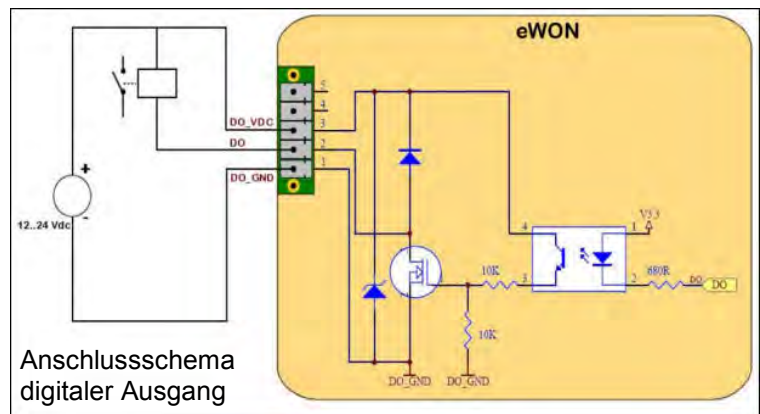 eWON
5
4
DO_VDC 3
DO 2
DO_GND 1
+
-
12..24 Vdc
4
1
V3.3
3
2
10K
680R
DO
DO
10K
DO_GND
DO_GND
Anschlussschema
digitaler Ausgang